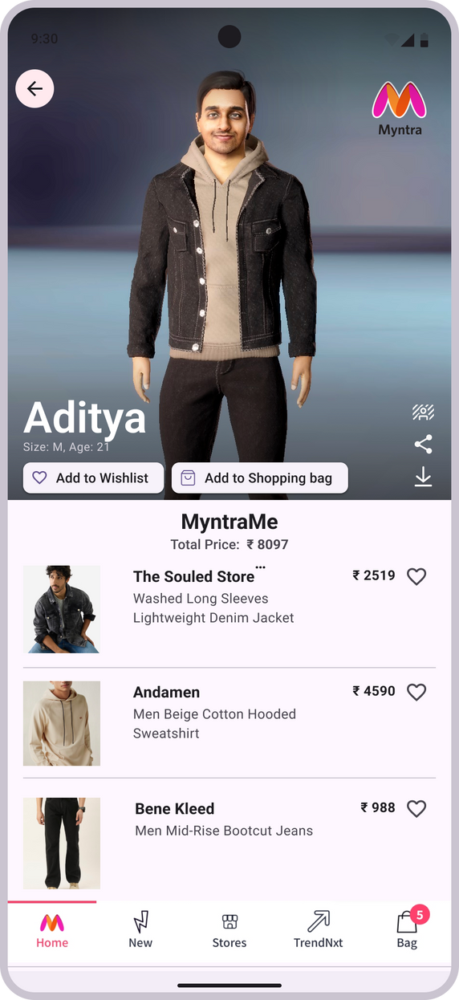 9:30
Myntra
Aditya
Size: M, Age: 21
Add to Wishlist
Add to Shopping bag
MyntraMe
Total Price: ₹ 8097
The Souled Store...
₹ 2519
Washed Long Sleeves
Lightweight Denim Jacket
Andamen
₹ 4590
Men Beige Cotton Hooded
Sweatshirt
Bene Kleed
₹ 988
Men Mid-Rise Bootcut Jeans
5
Home
New
Stores
TrendNxt
Bag